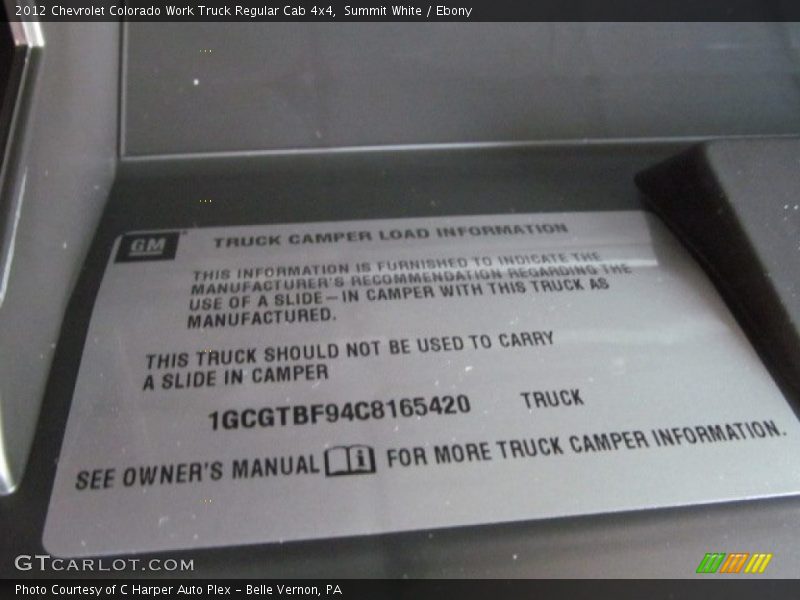 2012 Chevrolet Colorado Work Truck Regular Cab 4x4, Summit White / Ebony
GM TRUCK CAMPER LOAD INFORMATION
THIS INFORMATION IS FURNISHED TO INDICATE THE
MANUFACTURER'S RECOMMENDATION REGARDING THE
USE OF A SLIDE-IN CAMPER WITH THIS TRUCK AS
MANUFACTURED.
THIS TRUCK SHOULD NOT BE USED TO CARRY
A SLIDE IN CAMPER
1GCGTBF94C8165420 TRUCK
SEE OWNER'S MANUAL i FOR MORE TRUCK CAMPER INFORMATION.
GTCARLOT.COM
Photo Courtesy of C Harper Auto Plex - Belle Vernon, PA